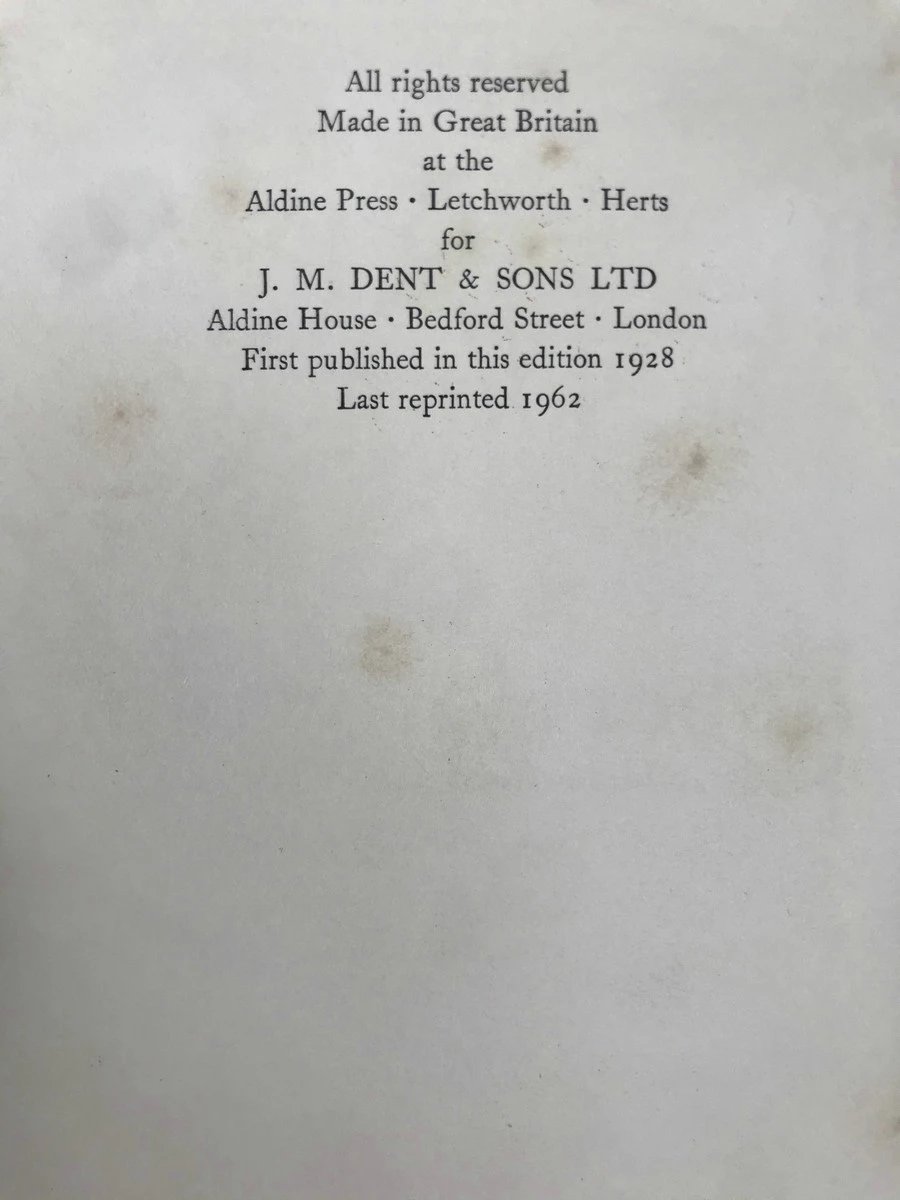 All rights reserved
Made in Great Britain
at the
Aldine Press · Letchworth · Herts
for
J. M. DENT & SONS LTD
Aldine House · Bedford Street · London
First published in this edition 1928
Last reprinted 1962